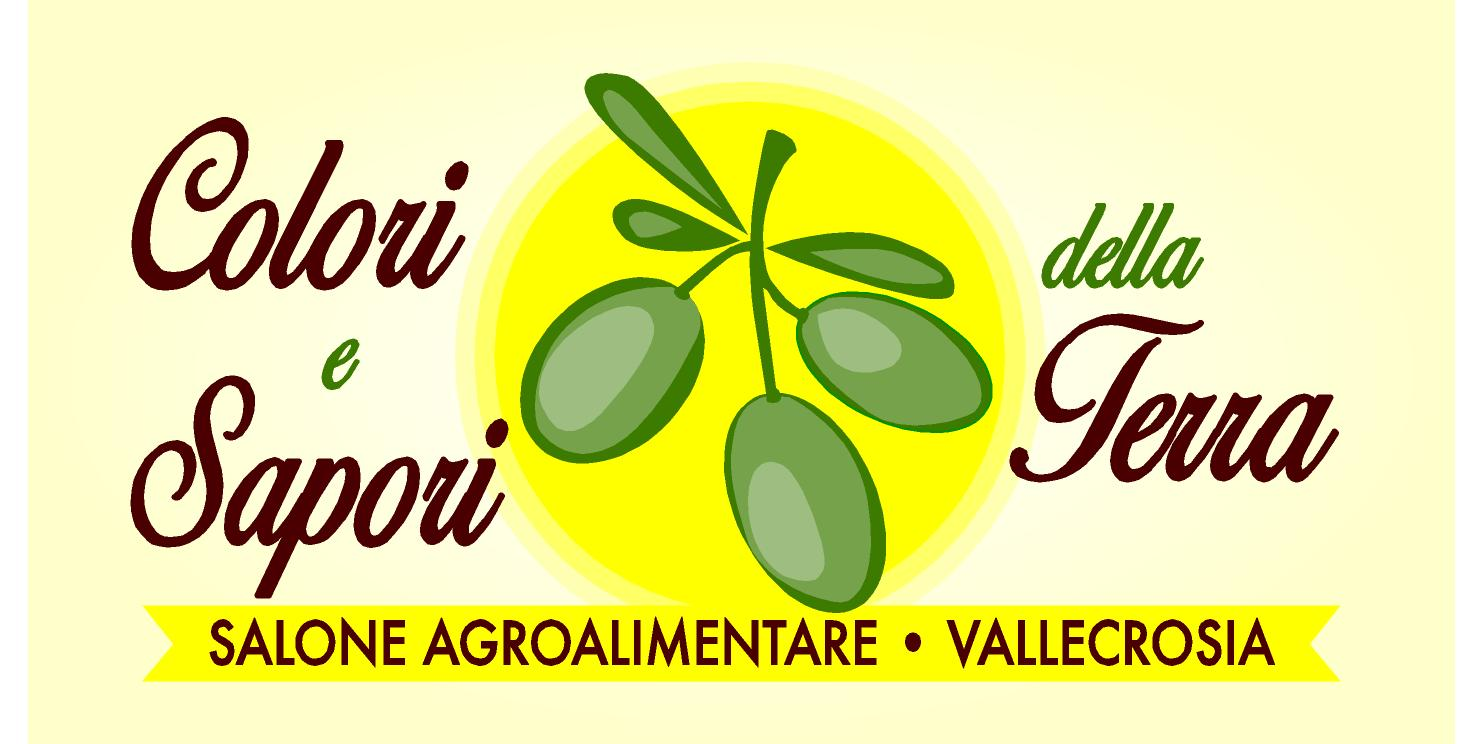 Colori
e
Sapori
della
Terra
SALONE AGROALIMENTARE • VALLECROSIA